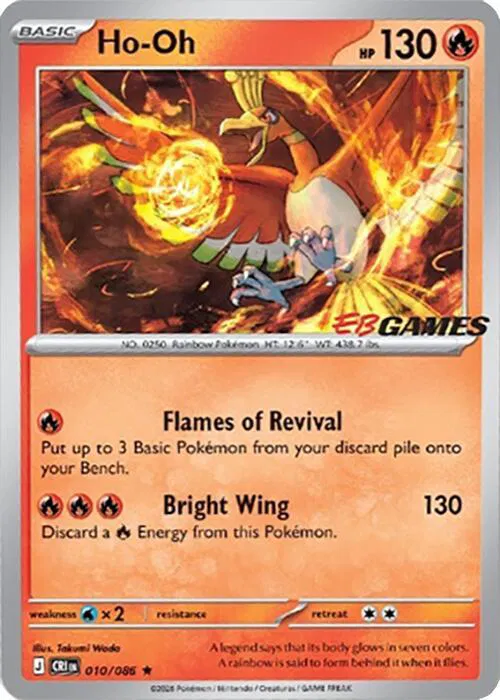 BASIC Ho-Oh HP 130
EBGAMES
NO. 0250 Rainbow Pokémon HT: 12'6" WT: 438.7 lbs.
Flames of Revival
Put up to 3 Basic Pokémon from your discard pile onto
your Bench.
Bright Wing 130
Discard a Energy from this Pokémon.
weakness ×2 resistance retreat
Illus. Takumi Wada
J CRI EN 010/086 ★
A legend says that its body glows in seven colors.
A rainbow is said to form behind it when it flies.
©2026 Pokémon / Nintendo / Creatures / GAME FREAK